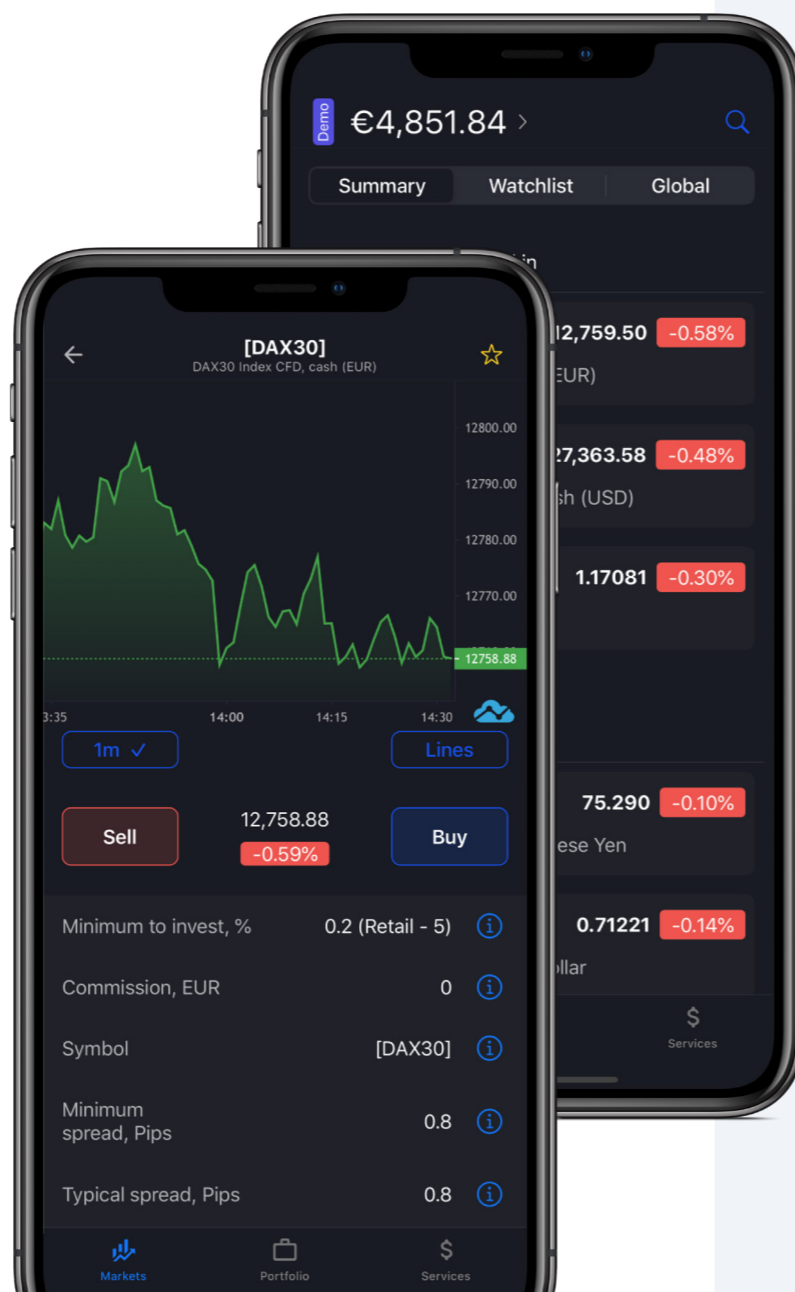 Demo
€4,851.84 >
Summary Watchlist Global
in
12,759.50 -0.58%
EUR)
27,363.58 -0.48%
sh (USD)
1.17081 -0.30%
75.290 -0.10%
ese Yen
0.71221 -0.14%
llar
$
Services
[DAX30]
DAX30 Index CFD, cash (EUR)
12800.00
12790.00
12780.00
12770.00
12758.88
3:35 14:00 14:15 14:30
1m ✓ Lines
Sell 12,758.88 Buy
-0.59%
Minimum to invest, % 0.2 (Retail - 5) i
Commission, EUR 0 i
Symbol [DAX30] i
Minimum
spread, Pips 0.8 i
Typical spread, Pips 0.8 i
$
Markets Portfolio Services